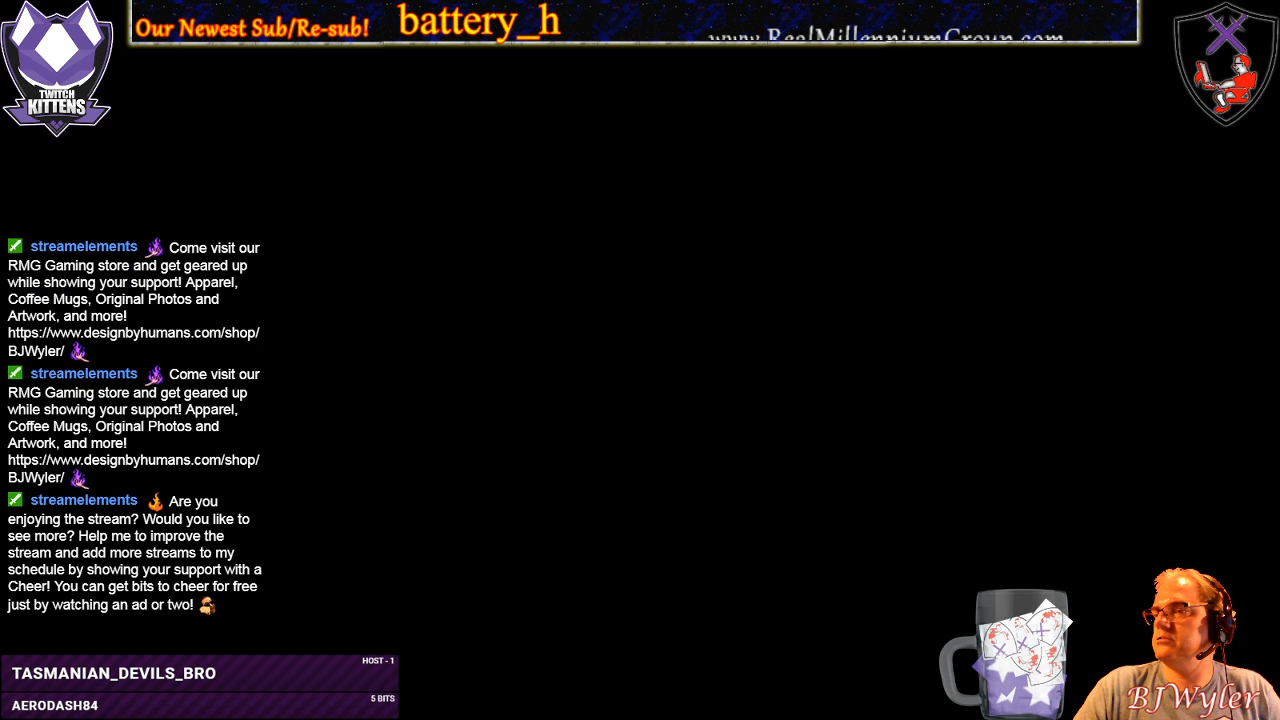 Our Newest Sub/Re-sub! battery_h www.RealMillenniumGroup.com
TWITCH
KITTENS
streamelements Come visit our
RMG Gaming store and get geared up
while showing your support! Apparel,
Coffee Mugs, Original Photos and
Artwork, and more!
https://www.designbyhumans.com/shop/
BJWyler/
streamelements Come visit our
RMG Gaming store and get geared up
while showing your support! Apparel,
Coffee Mugs, Original Photos and
Artwork, and more!
https://www.designbyhumans.com/shop/
BJWyler/
streamelements Are you
enjoying the stream? Would you like to
see more? Help me to improve the
stream and add more streams to my
schedule by showing your support with a
Cheer! You can get bits to cheer for free
just by watching an ad or two!
TASMANIAN_DEVILS_BRO HOST - 1
AERODASH84 5 BITS
BJWyler